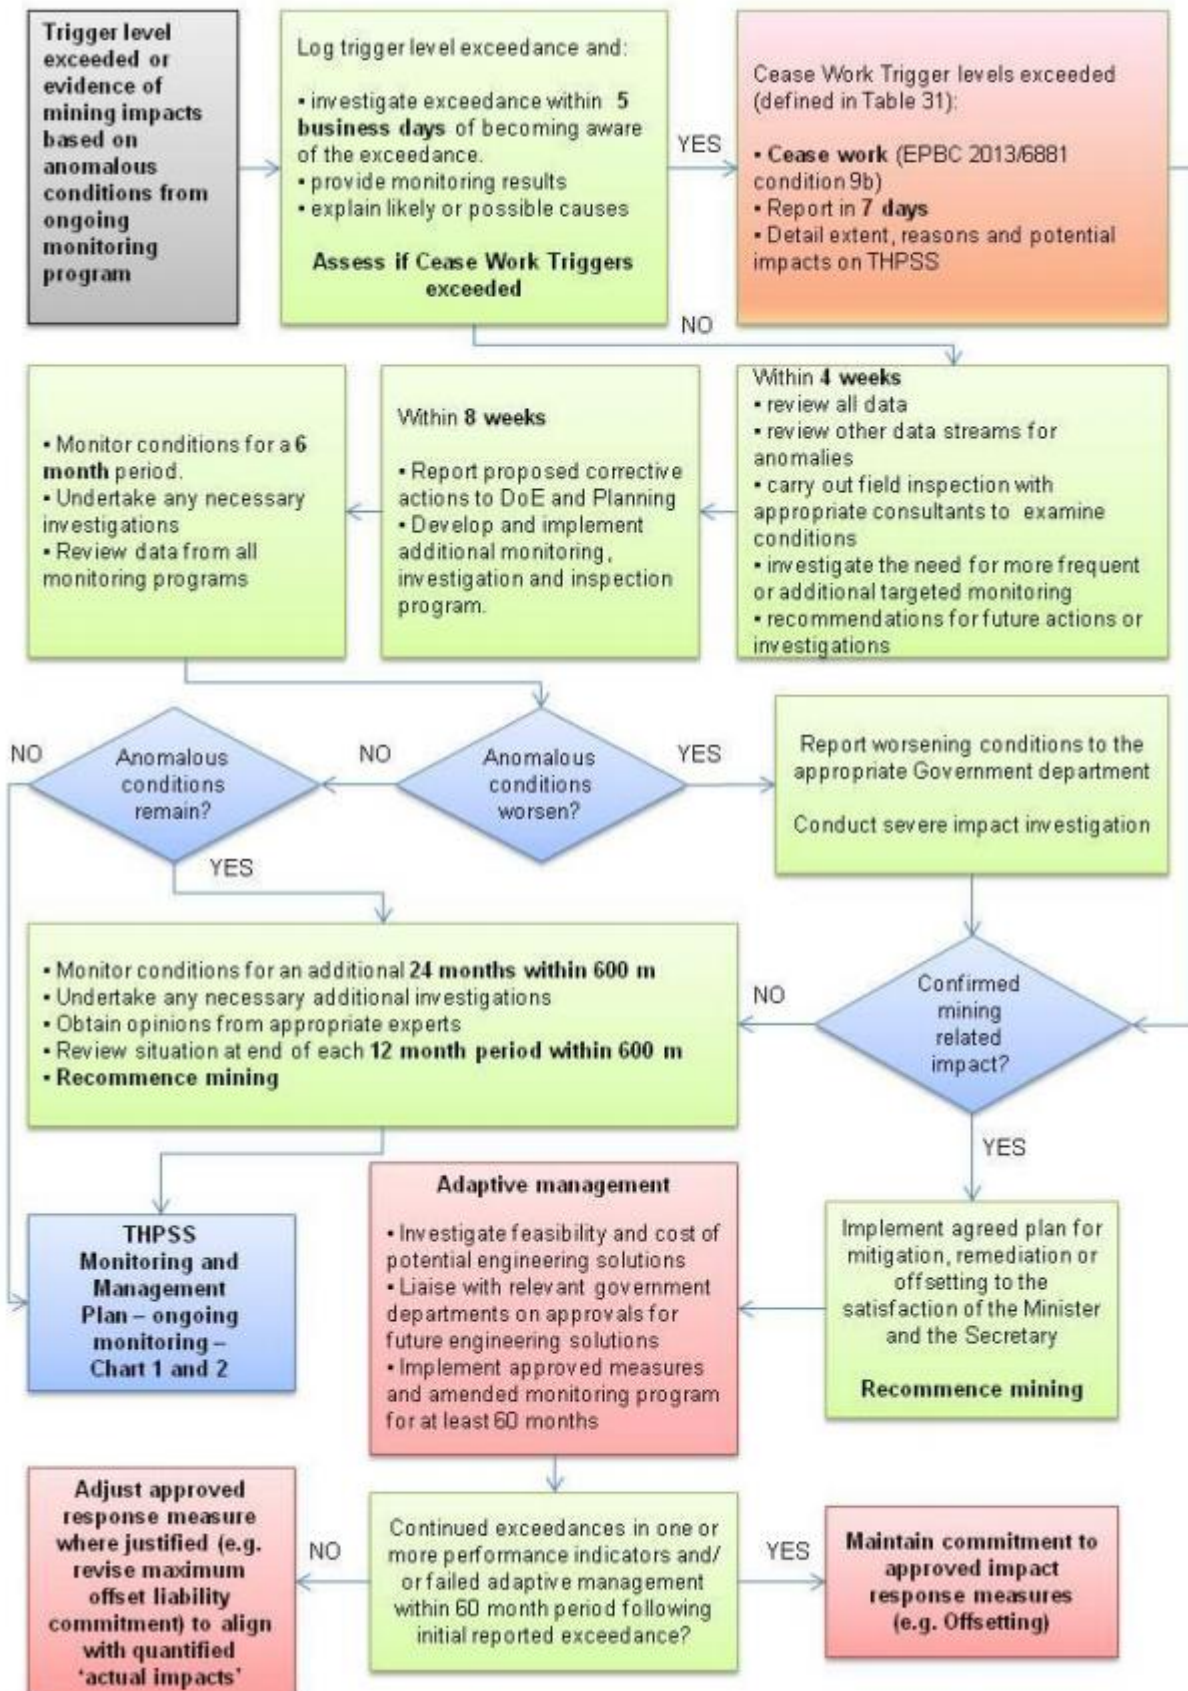 Trigger level
exceeded or
evidence of
mining impacts
based on
anomalous
conditions from
ongoing
monitoring
program
Log trigger level exceedance and:
▪ investigate exceedance within 5
business days of becoming aware
of the exceedance.
▪ provide monitoring results
▪ explain likely or possible causes
Assess if Cease Work Triggers
exceeded
YES
Cease Work Trigger levels exceeded
(defined in Table 31):
▪ Cease work (EPBC 2013/6881
condition 9b)
▪ Report in 7 days
▪ Detail extent, reasons and potential
impacts on THPSS
NO
Within 4 weeks
▪ review all data
▪ review other data streams for
anomalies
▪ carry out field inspection with
appropriate consultants to examine
conditions
▪ investigate the need for more frequent
or additional targeted monitoring
▪ recommendations for future actions or
investigations
Within 8 weeks
▪ Report proposed corrective
actions to DoE and Planning
▪ Develop and implement
additional monitoring,
investigation and inspection
program.
▪ Monitor conditions for a 6
month period.
▪ Undertake any necessary
investigations
▪ Review data from all
monitoring programs
NO
Anomalous
conditions
remain?
NO
Anomalous
conditions
worsen?
YES
Report worsening conditions to the
appropriate Government department
Conduct severe impact investigation
YES
▪ Monitor conditions for an additional 24 months within 600 m
▪ Undertake any necessary additional investigations
▪ Obtain opinions from appropriate experts
▪ Review situation at end of each 12 month period within 600 m
▪ Recommence mining
NO
Confirmed
mining
related
impact?
YES
THPSS
Monitoring and
Management
Plan – ongoing
monitoring –
Chart 1 and 2
Adaptive management
▪ Investigate feasibility and cost of
potential engineering solutions
▪ Liaise with relevant government
departments on approvals for
future engineering solutions
▪ Implement approved measures
and amended monitoring program
for at least 60 months
Implement agreed plan for
mitigation, remediation or
offsetting to the
satisfaction of the Minister
and the Secretary
Recommence mining
Adjust approved
response measure
where justified (e.g.
revise maximum
offset liability
commitment) to align
with quantified
‘actual impacts’
NO
Continued exceedances in one or
more performance indicators and/
or failed adaptive management
within 60 month period following
initial reported exceedance?
YES
Maintain commitment to
approved impact
response measures
(e.g. Offsetting)